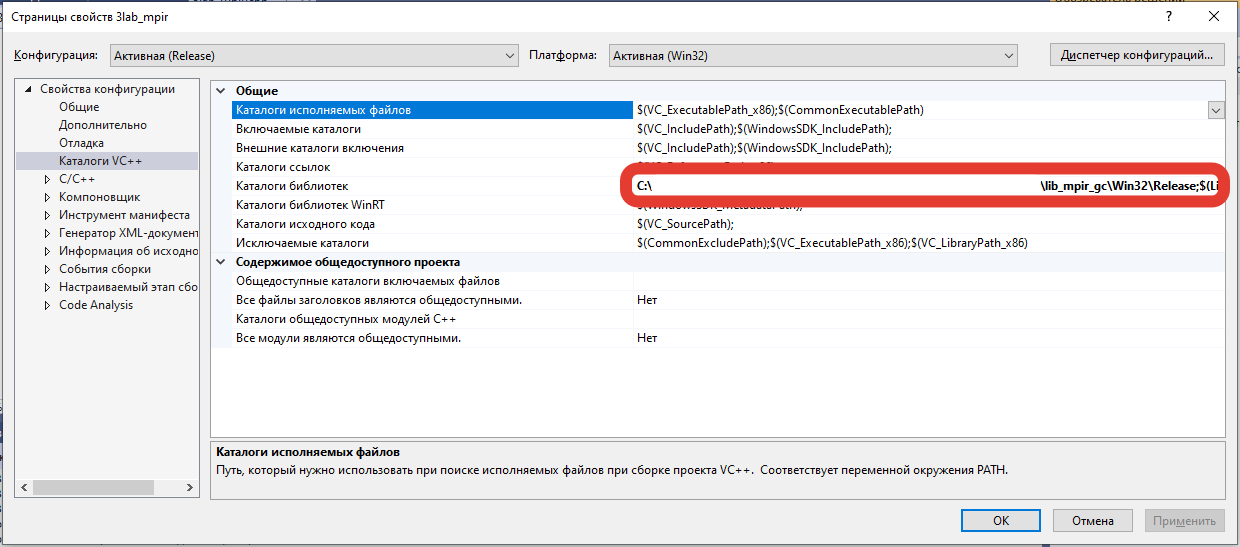 Страницы свойств 3lab_mpir
Конфигурация: Активная (Release) Платформа: Активная (Win32) Диспетчер конфигураций...
Свойства конфигурации
Общие
Дополнительно
Отладка
Каталоги VC++
C/C++
Компоновщик
Инструмент манифеста
Генератор XML-документ
Информация об исходно
События сборки
Настраиваемый этап сбо
Code Analysis
Общие
Каталоги исполняемых файлов $(VC_ExecutablePath_x86);$(CommonExecutablePath)
Включаемые каталоги $(VC_IncludePath);$(WindowsSDK_IncludePath);
Внешние каталоги включения $(VC_IncludePath);$(WindowsSDK_IncludePath);
Каталоги ссылок
Каталоги библиотек C:\ \lib_mpir_gc\Win32\Release;$(Li
Каталоги библиотек WinRT $(WindowsSDK_MetadataPath);
Каталоги исходного кода $(VC_SourcePath);
Исключаемые каталоги $(CommonExcludePath);$(VC_ExecutablePath_x86);$(VC_LibraryPath_x86)
Содержимое общедоступного проекта
Общедоступные каталоги включаемых файлов
Все файлы заголовков являются общедоступными. Нет
Каталоги общедоступных модулей C++
Все модули являются общедоступными. Нет
Каталоги исполняемых файлов
Путь, который нужно использовать при поиске исполняемых файлов при сборке проекта VC++. Соответствует переменной окружения PATH.
ОК Отмена Применить